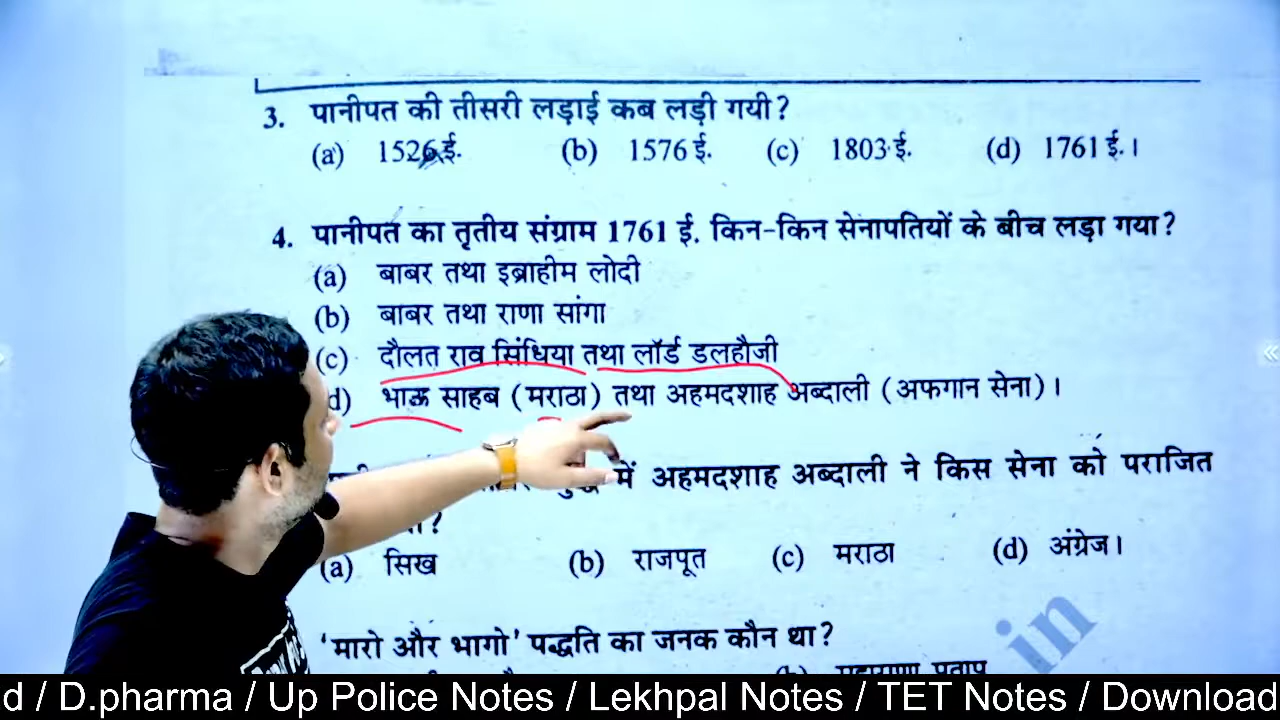 3. पानीपत की तीसरी लड़ाई कब लड़ी गयी?
(a) 1526 ई. (b) 1576 ई. (c) 1803 ई. (d) 1761 ई.।
4. पानीपत का तृतीय संग्राम 1761 ई. किन-किन सेनापतियों के बीच लड़ा गया?
(a) बाबर तथा इब्राहीम लोदी
(b) बाबर तथा राणा सांगा
(c) दौलत राव सिंधिया तथा लॉर्ड डलहौजी
d) भाऊ साहब (मराठा) तथा अहमदशाह अब्दाली (अफगान सेना)।
में अहमदशाह अब्दाली ने किस सेना को पराजित
?
(a) सिख (b) राजपूत (c) मराठा (d) अंग्रेज।
'मारो और भागो' पद्धति का जनक कौन था?
in
d / D.pharma / Up Police Notes / Lekhpal Notes / TET Notes / Download